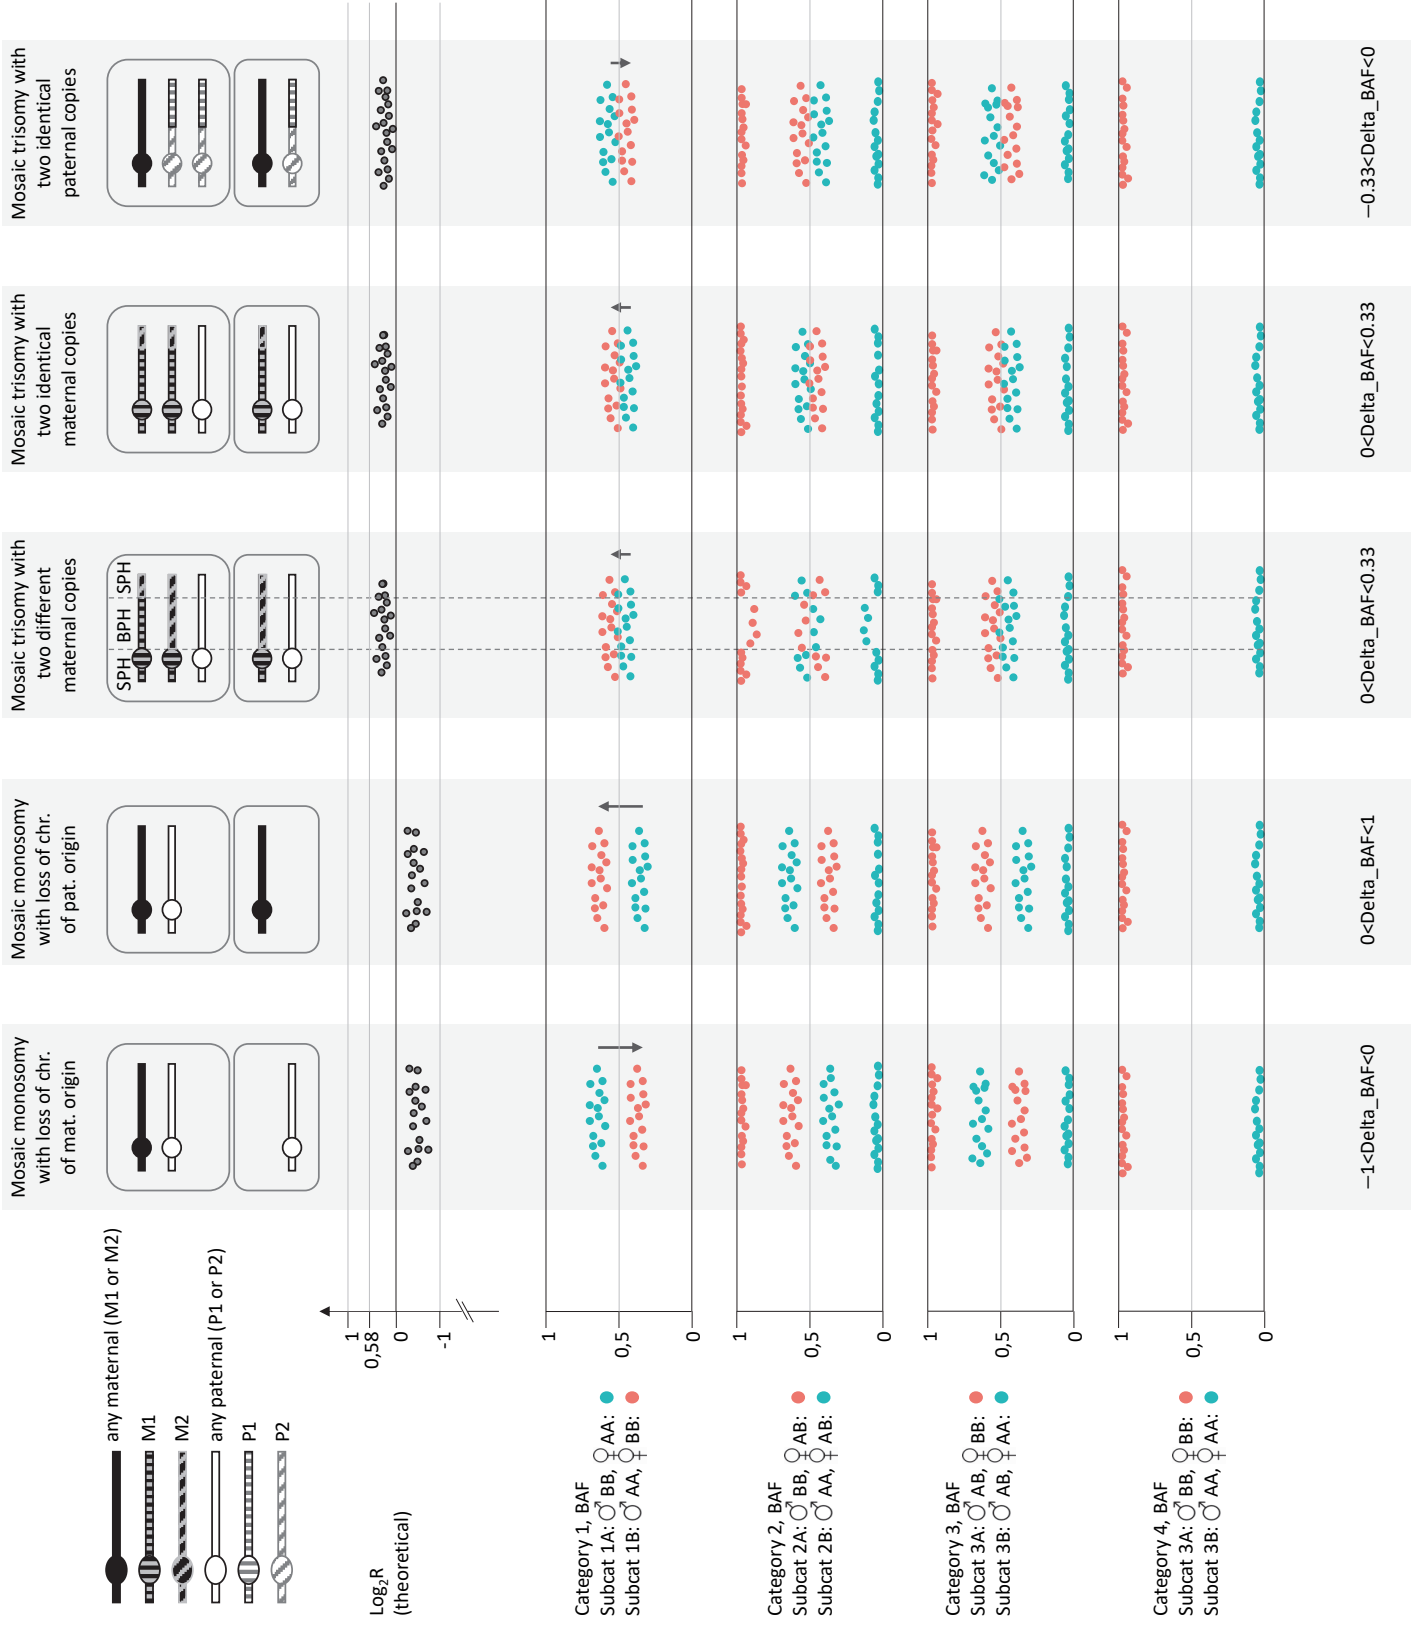 any maternal (M1 or M2)
M1
M2
any paternal (P1 or P2)
P1
P2
Mosaic monosomy
with loss of chr.
of mat. origin
Mosaic monosomy
with loss of chr.
of pat. origin
Mosaic trisomy with
two different
maternal copies
Mosaic trisomy with
two identical
maternal copies
Mosaic trisomy with
two identical
paternal copies
SPH BPH SPH
Log2R
(theoretical)
1
0,58
0
-1
Category 1, BAF
Subcat 1A: ♂ BB, ♀ AA:
Subcat 1B: ♂ AA, ♀ BB:
1
0,5
0
Category 2, BAF
Subcat 2A: ♂ BB, ♀ AB:
Subcat 2B: ♂ AA, ♀ AB:
1
0,5
0
Category 3, BAF
Subcat 3A: ♂ AB, ♀ BB:
Subcat 3B: ♂ AB, ♀ AA:
1
0,5
0
Category 4, BAF
Subcat 3A: ♂ BB, ♀ BB:
Subcat 3B: ♂ AA, ♀ AA:
1
0,5
0
−1<Delta_BAF<0
0<Delta_BAF<1
0<Delta_BAF<0.33
0<Delta_BAF<0.33
−0.33<Delta_BAF<0